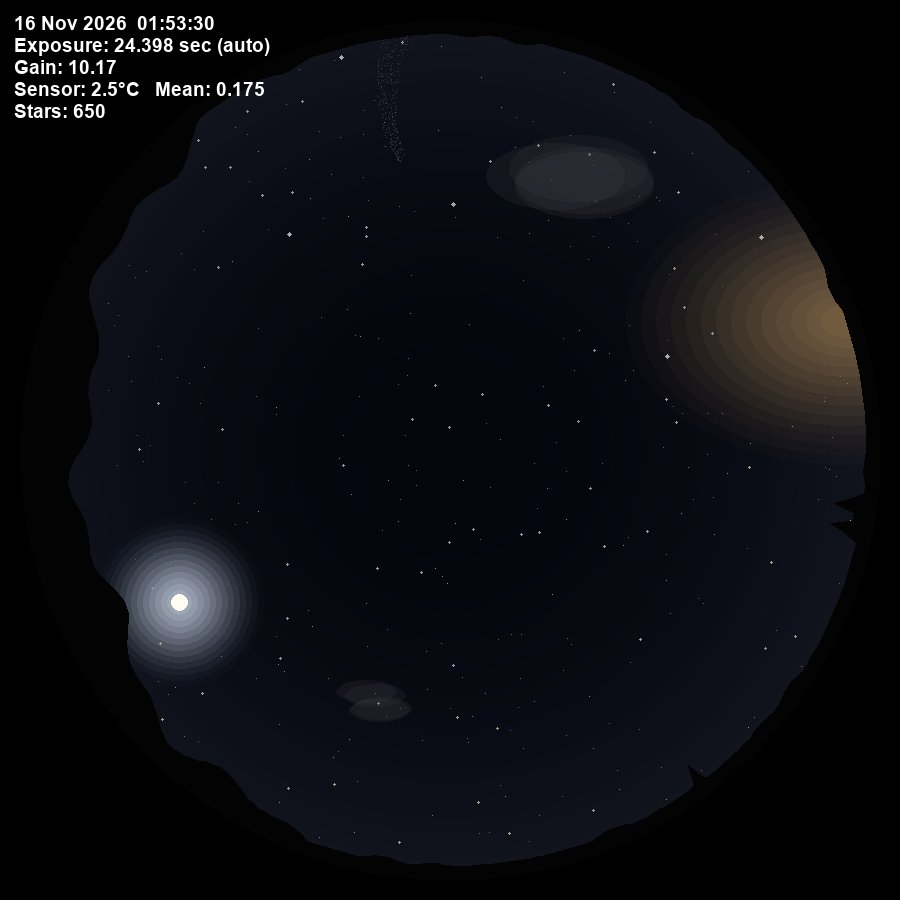 16 Nov 2026  01:53:30
Exposure: 24.398 sec (auto)
Gain: 10.17
Sensor: 2.5°C   Mean: 0.175
Stars: 650